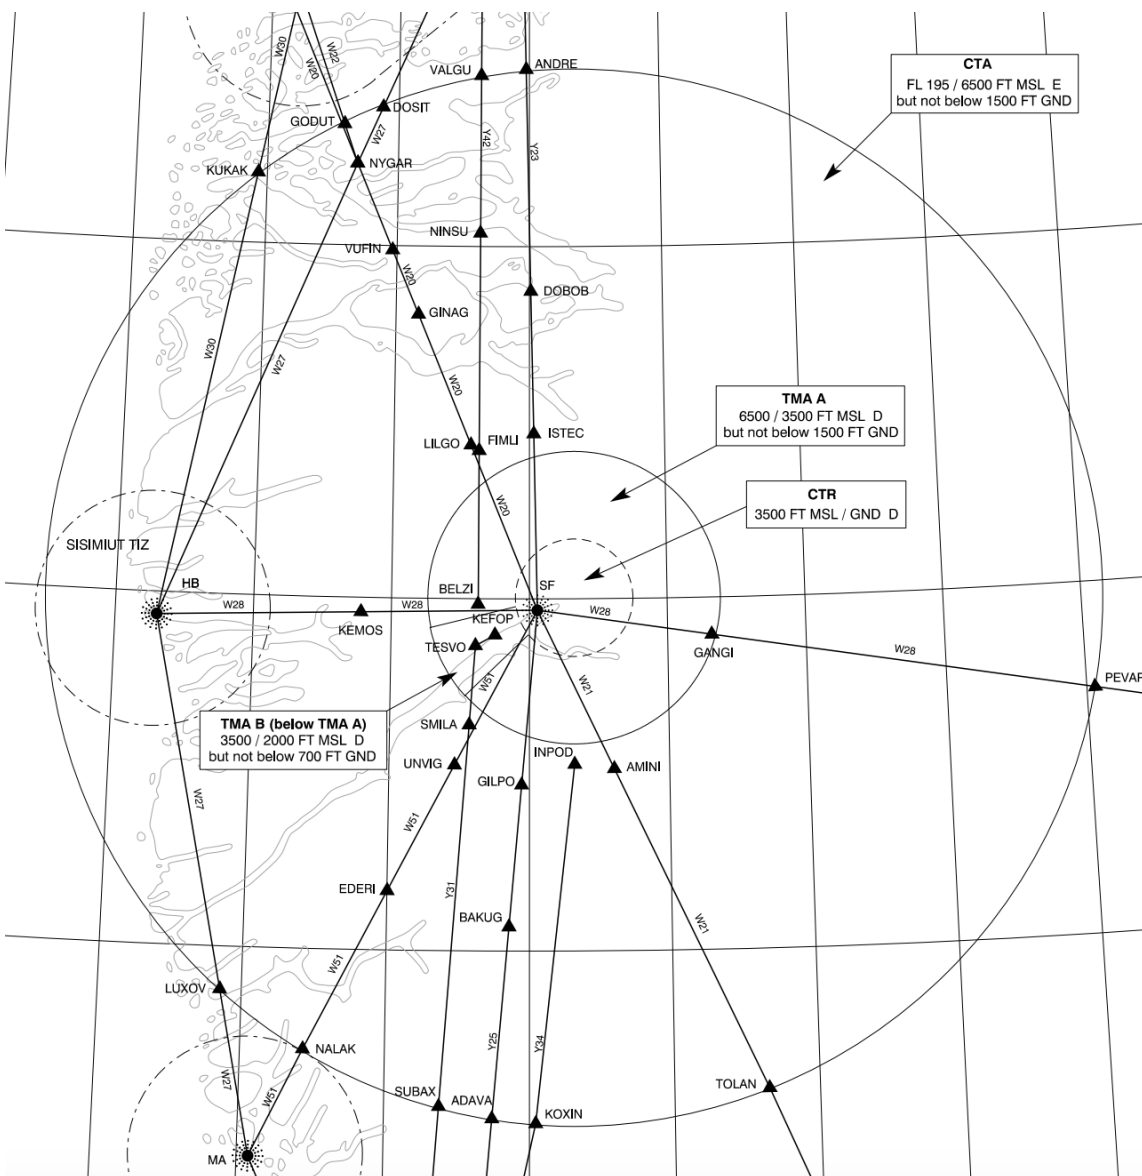 W30
W22
W20
VALGU
ANDRE
CTA
FL 195 / 6500 FT MSL E
but not below 1500 FT GND
DOSIT
GODUT
W27
Y42
Y23
KUKAK
NYGAR
NINSU
VUFIN
W20
DOBOB
GINAG
W30
W27
W20
TMA A
6500 / 3500 FT MSL D
but not below 1500 FT GND
LILGO
FIMLI
ISTEC
CTR
3500 FT MSL / GND D
W20
SISIMIUT TIZ
HB
BELZI
SF
W28
W28
KEMOS
KEFOP
W28
TESVO
GANGI
W28
PEVAR
W51
W21
TMA B (below TMA A)
3500 / 2000 FT MSL D
but not below 700 FT GND
SMILA
UNVIG
INPOD
AMINI
GILPO
W27
W51
EDERI
Y31
BAKUG
W21
W51
LUXOV
Y25
Y34
NALAK
W27
W51
SUBAX
ADAVA
KOXIN
TOLAN
MA